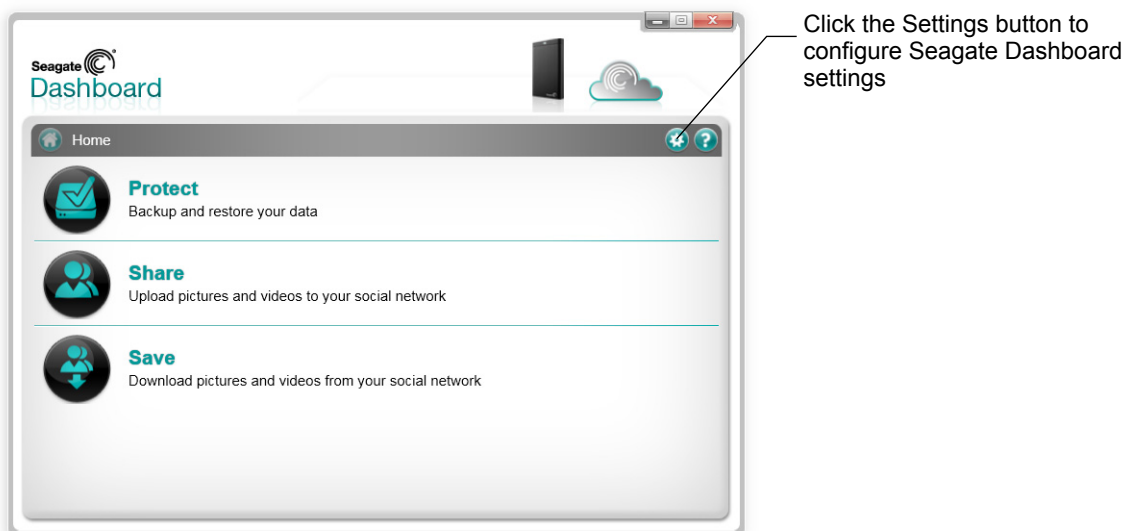 Click the Settings button to
configure Seagate Dashboard
settings
Seagate
Dashboard
Home
?
Protect
Backup and restore your data
Share
Upload pictures and videos to your social network
Save
Download pictures and videos from your social network